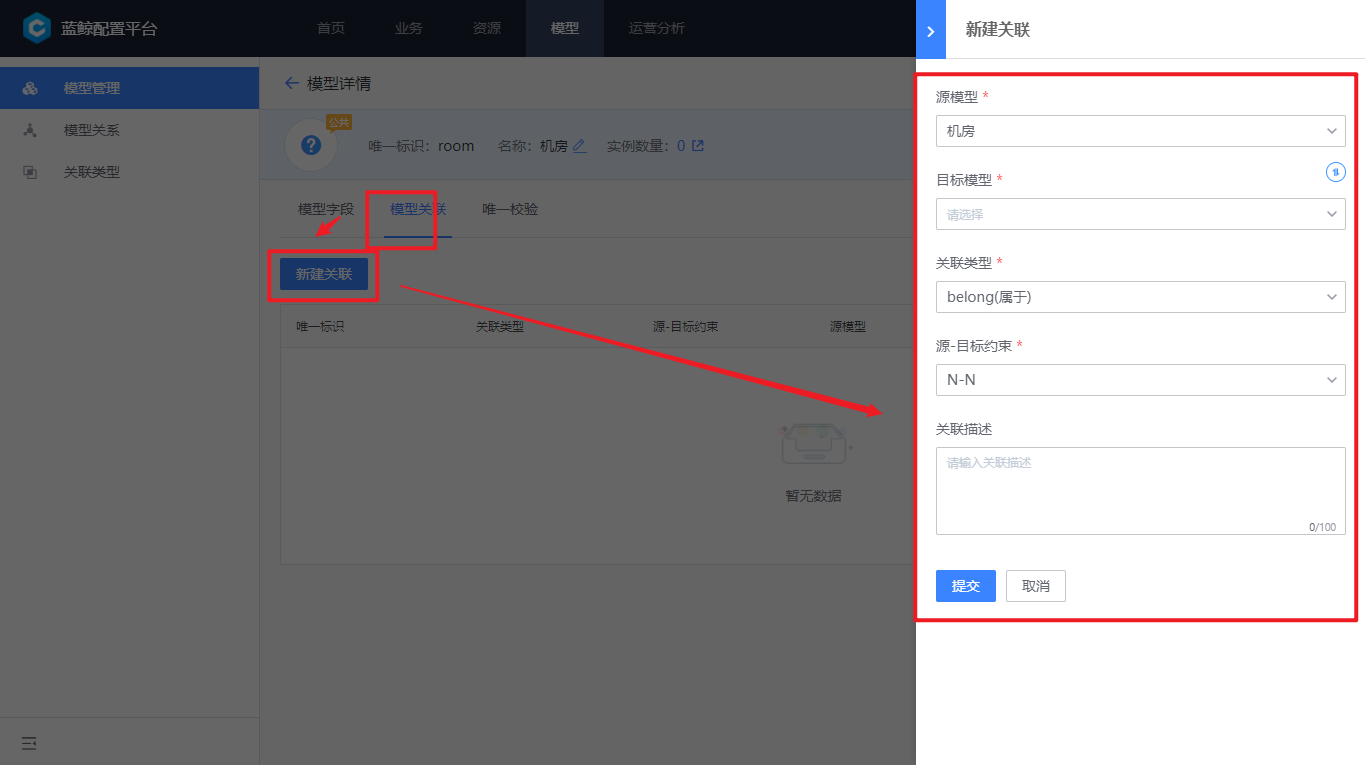 蓝鲸配置平台
首页 业务 资源 模型 运营分析
模型管理
模型关系
关联类型
模型详情
公共
唯一标识: room 名称: 机房 实例数量: 0
模型字段 模型关联 唯一校验
新建关联
唯一标识 关联类型 源-目标约束 源模型
暂无数据
新建关联
源模型 *
机房
目标模型 *
请选择
关联类型 *
belong(属于)
源-目标约束 *
N-N
关联描述
请输入关联描述
0/100
提交 取消